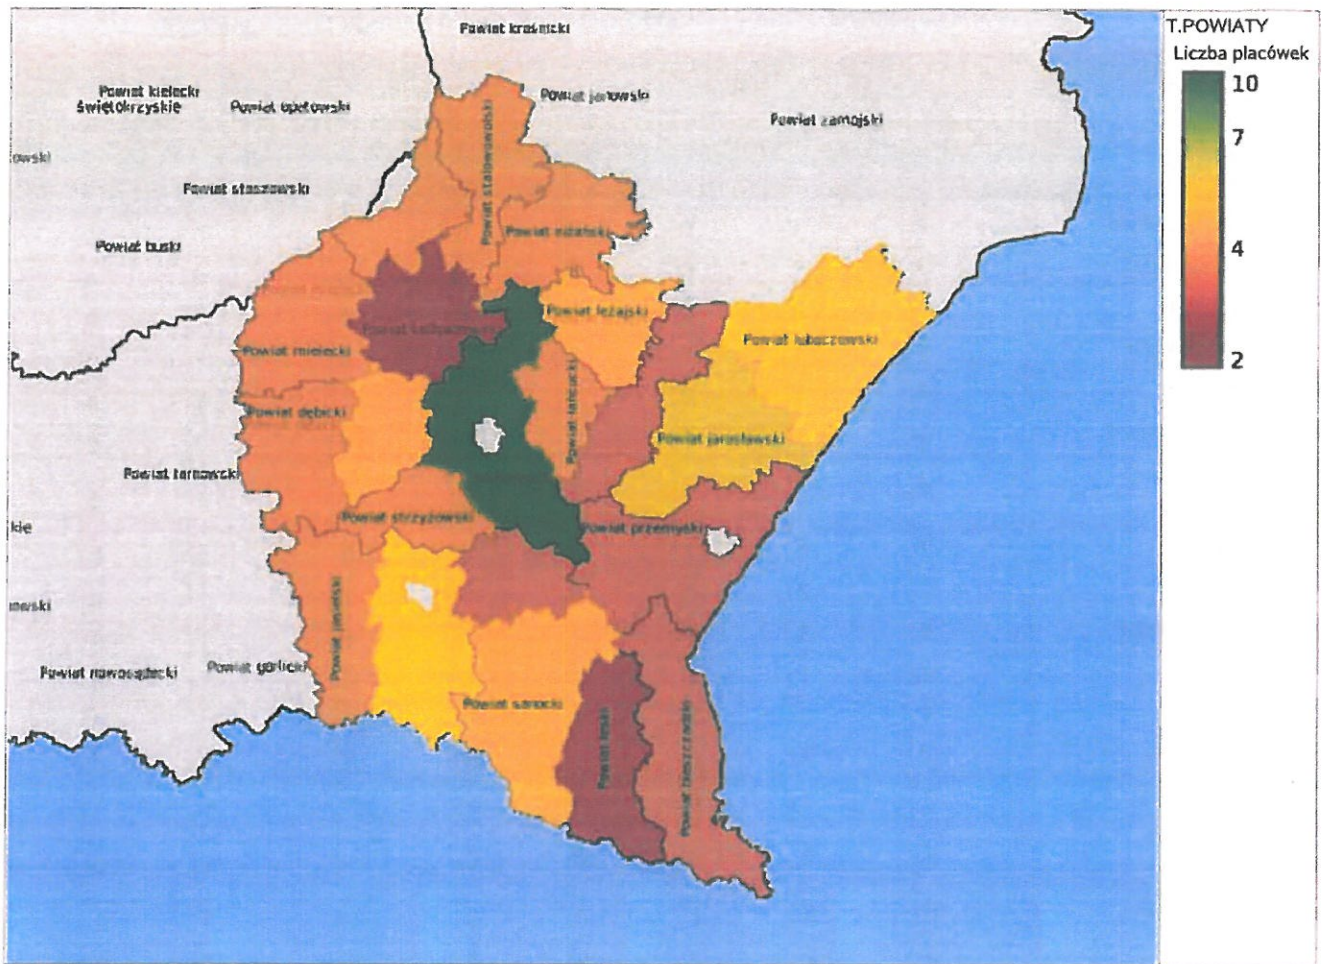 T.POWIATY
Liczba placówek
10
7
4
2
Powiat kraśnicki
Powiat kielecki
świętokrzyskie
Powiat opatowski
Powiat janowski
Powiat zamojski
owski
Powiat staszowski
Powiat stalowowolski
Powiat buski
Powiat niżański
Powiat leżajski
Powiat lubaczowski
Powiat mielecki
Powiat dębicki
Powiat łańcucki
Powiat jarosławski
Powiat tarnowski
Powiat strzyżowski
kie
Powiat przemyski
Powiat jasielski
Powiat nowosądecki
Powiat gorlicki
Powiat sanocki
Powiat leski
Powiat bieszczadzki